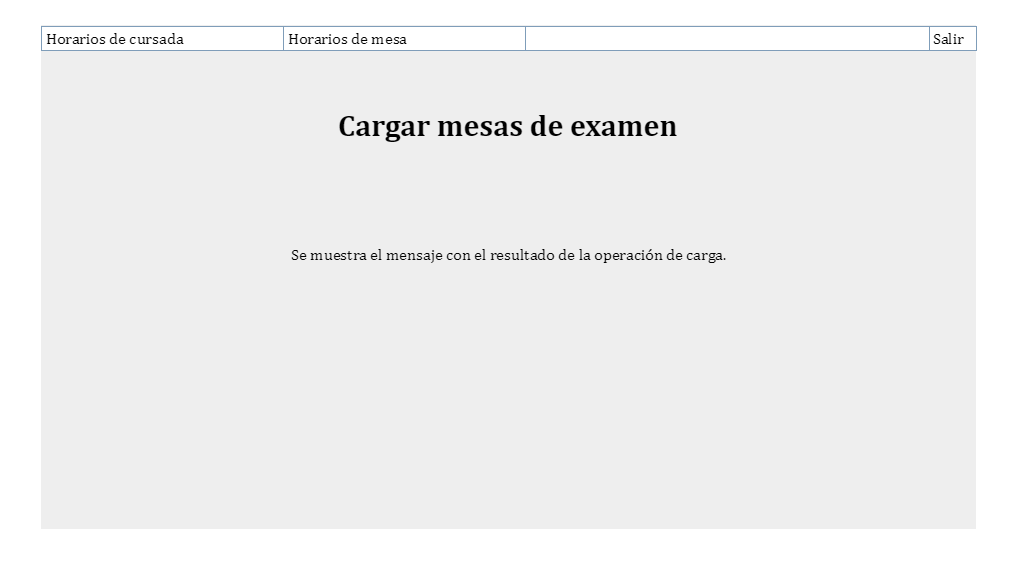 Horarios de cursada Horarios de mesa Salir
Cargar mesas de examen
Se muestra el mensaje con el resultado de la operación de carga.